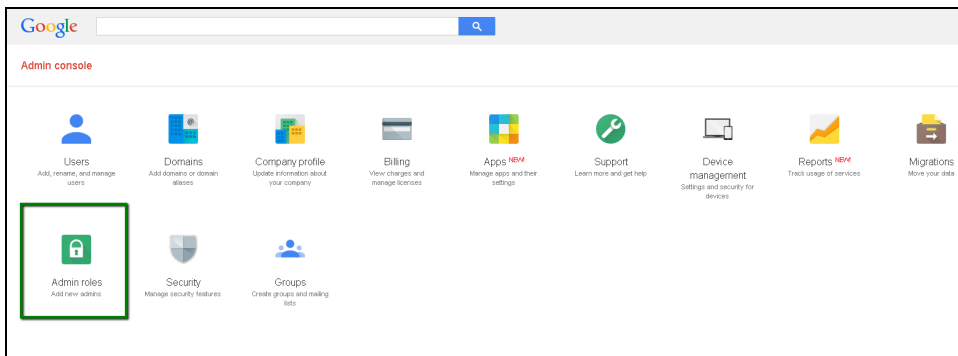 Google
Admin console
Users
Add, rename, and manage
users
Domains
Add domains or domain
aliases
Company profile
Update information about
your company
Billing
View charges and
manage licenses
Apps NEW!
Manage apps and their
settings
Support
Learn more and get help
Device
management
Settings and security for
devices
Reports NEW!
Track usage of services
Migrations
Move your data
Admin roles
Add new admins
Security
Manage security features
Groups
Create groups and mailing
lists